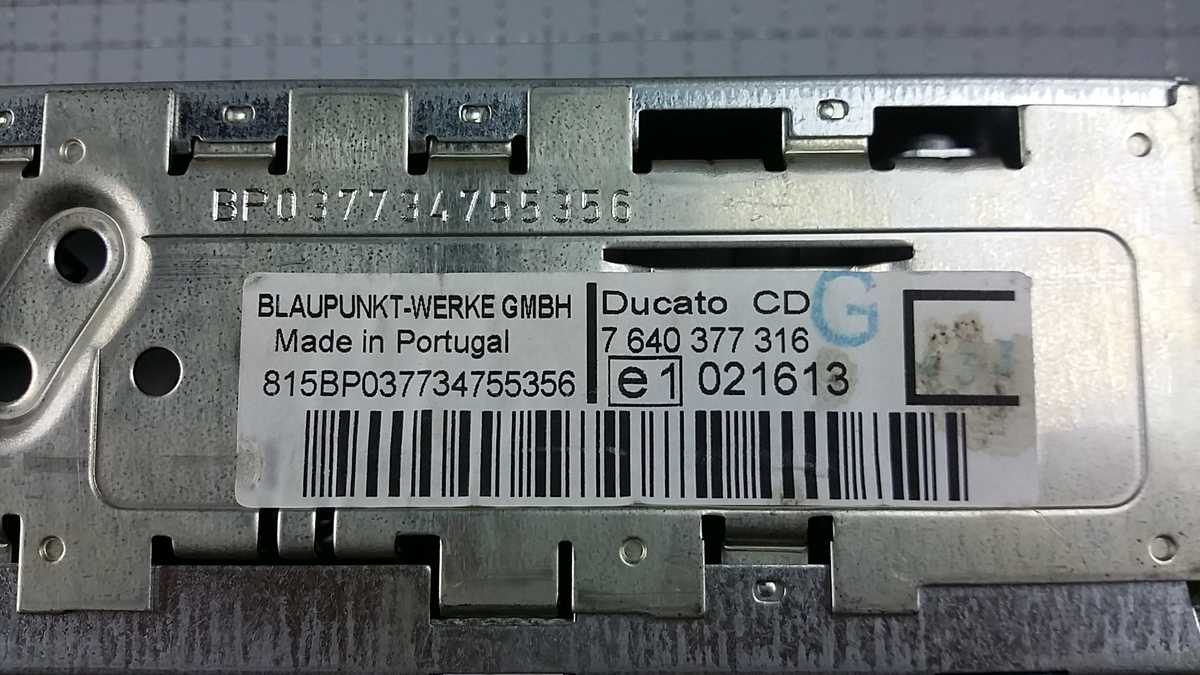 BP037734755356
BLAUPUNKT-WERKE GMBH
Made in Portugal
815BP037734755356
Ducato CD
G
7 640 377 316
e1 021613